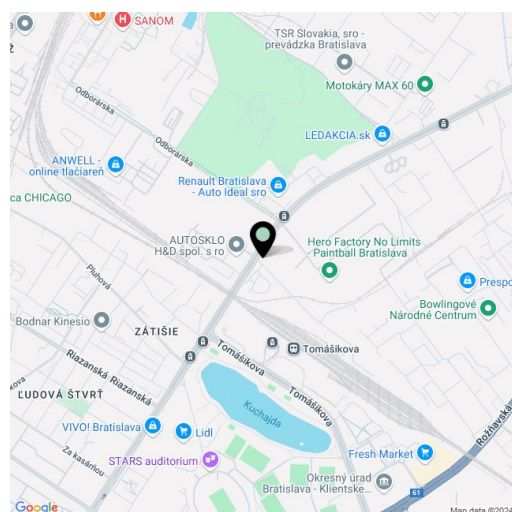 SANOM
TSR Slovakia, sro -
prevádzka Bratislava
Ž
Motokáry MAX 60
Odborárska
LEDAKCIA.sk
Odborárska
ANWELL -
online tlačiareň
Renault Bratislava
- Auto Ideal sro
ca CHICAGO
AUTOSKLO
H&D spol. s ro
Hero Factory No Limits
- Paintball Bratislava
Pluhová
Prespo
Bowlingové
Národné Centrum
Bodnar Kinesio
ZÁTIŠIE
Tomášikova
Tomášikova
Riazanská
Riazanská
Tomášikova
ĽUDOVÁ ŠTVRŤ
Kuchajda
Rožňavská
VIVO! Bratislava
Lidl
Za kasárňou
STARS auditorium
Fresh Market
Okresný úrad
Bratislava - Klientske...
61
Google
Map data ©2024